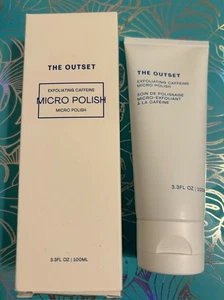 THE OUTSET
EXFOLIATING CAFFEINE
MICRO POLISH
MICRO POLISH
3.3FL OZ | 100ML
THE OUTSET
EXFOLIATING CAFFEINE
MICRO POLISH
SOIN DE POLISSAGE
MICRO-EXFOLIANT
À LA CAFÉINE
3.3FL OZ | 100ML